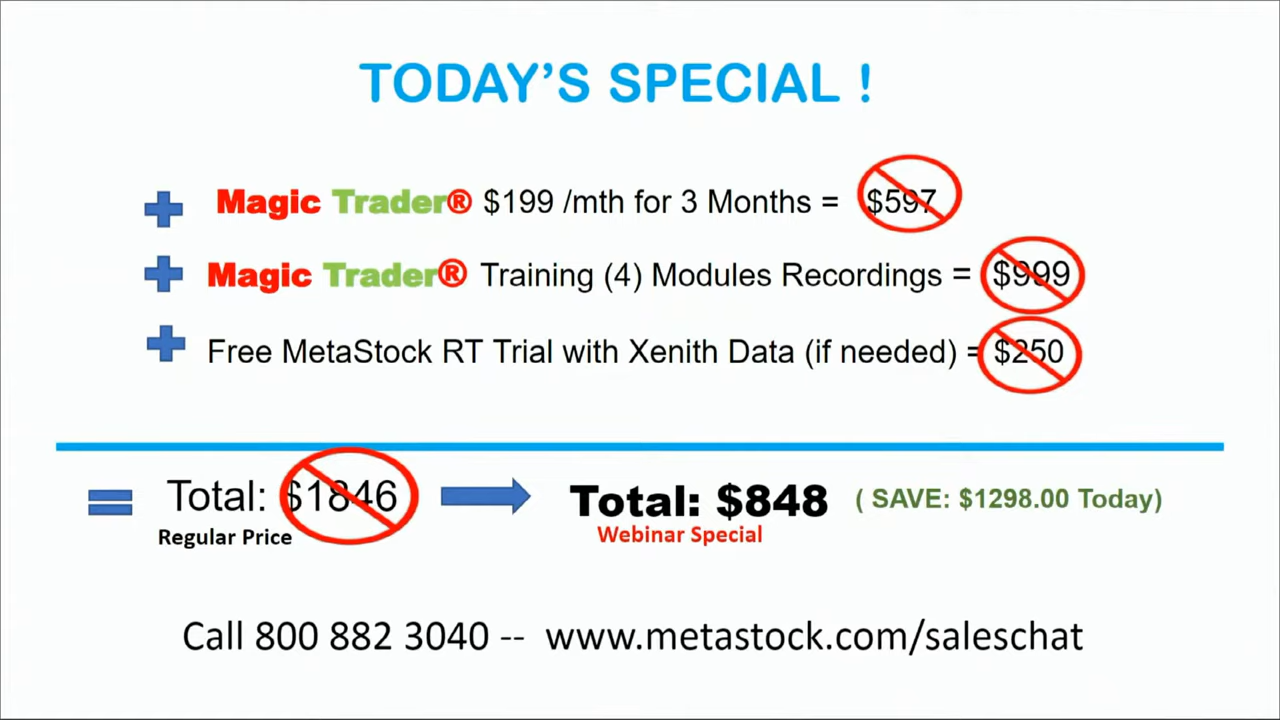 TODAY'S SPECIAL !
Magic Trader® $199 /mth for 3 Months = $597
Magic Trader® Training (4) Modules Recordings = $999
Free MetaStock RT Trial with Xenith Data (if needed) = $250
Total: $1846 Total: $848 ( SAVE: $1298.00 Today)
Regular Price Webinar Special
Call 800 882 3040 -- www.metastock.com/saleschat